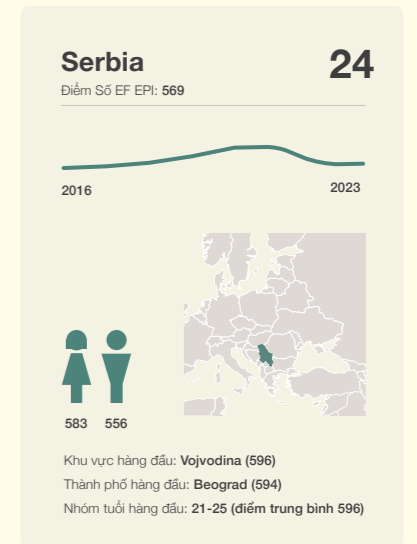 Serbia
24
Điểm Số EF EPI: 569
2016
2023
583
556
Khu vực hàng đầu: Vojvodina (596)
Thành phố hàng đầu: Beograd (594)
Nhóm tuổi hàng đầu: 21-25 (điểm trung bình 596)